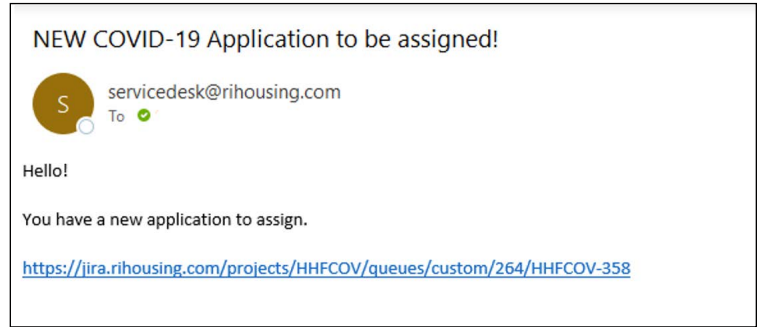 NEW COVID-19 Application to be assigned!
S
servicedesk@rihousing.com
To
Hello!
You have a new application to assign.
https://jira.rihousing.com/projects/HHFCOV/queues/custom/264/HHFCOV-358